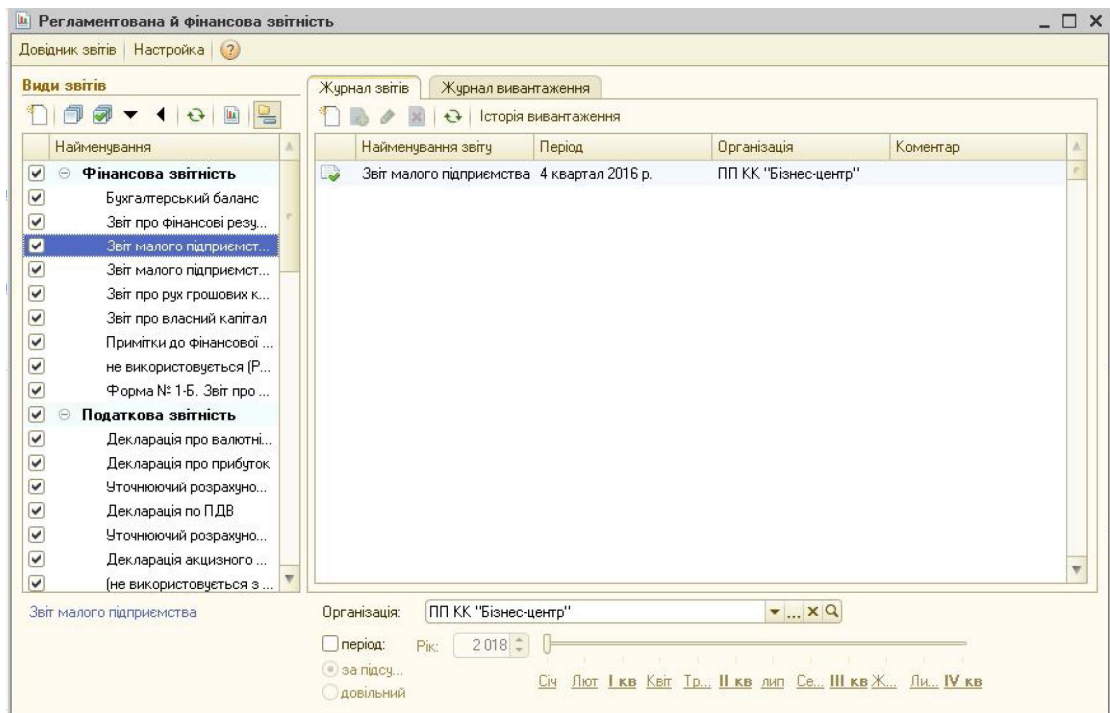 Регламентована й фінансова звітність
Довідник звітів Настройка
Види звітів
Найменування
Фінансова звітність
Бухгалтерський баланс
Звіт про фінансові резу...
Звіт малого підприємст...
Звіт малого підприємст...
Звіт про рух грошових к...
Звіт про власний капітал
Примітки до фінансової ...
не використовується (Р...
Форма № 1-Б. Звіт про ...
Податкова звітність
Декларація про валютні...
Декларація про прибуток
Уточнюючий розрахуно...
Декларація по ПДВ
Уточнюючий розрахуно...
Декларація акцизного ...
(не використовується з ...
Звіт малого підприємства
Журнал звітів Журнал вивантаження
Історія вивантаження
Найменування звіту Період Організація Коментар
Звіт малого підприємства 4 квартал 2016 р. ПП КК "Бізнес-центр"
Організація: ПП КК "Бізнес-центр"
період: Рік: 2 018
за підсу...
довільний
Січ Лют І кв Квіт Тр... ІІ кв лип Се... ІІІ кв Ж... Ли... IV кв